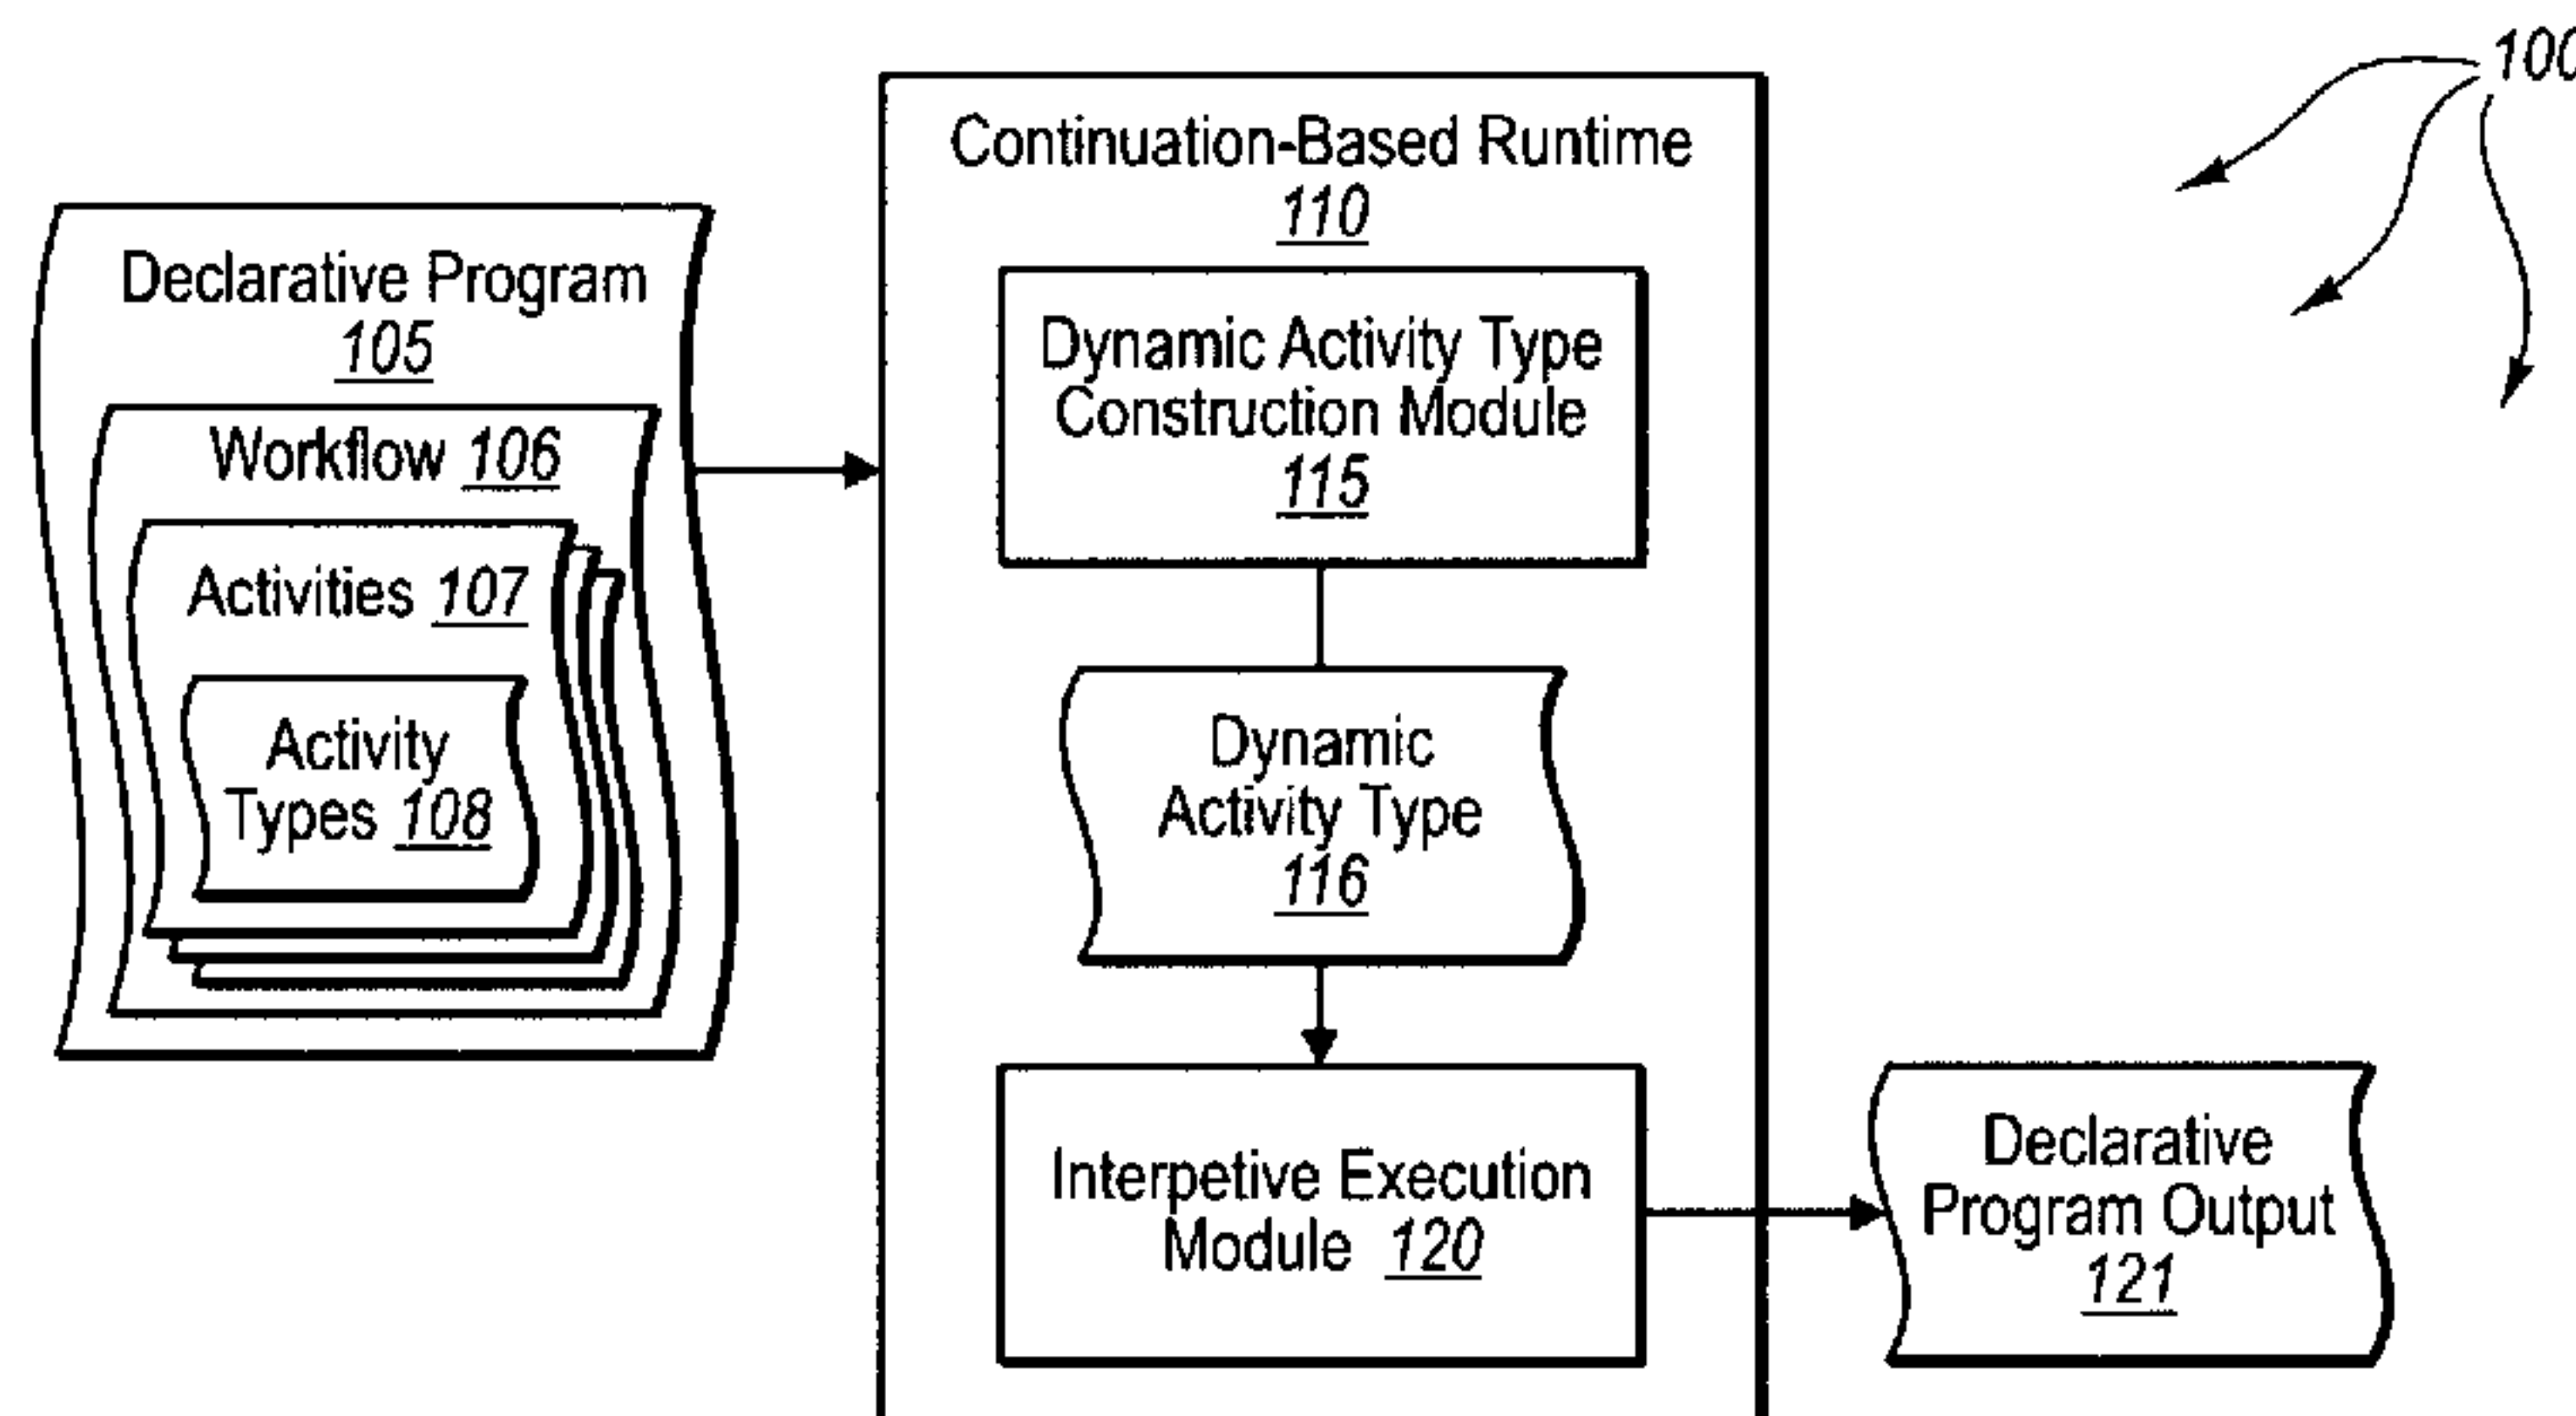 100
Continuation-Based Runtime
110
Declarative Program
105
Workflow 106
Activities 107
Activity
Types 108
Dynamic Activity Type
Construction Module
115
Dynamic
Activity Type
116
Interpetive Execution
Module 120
Declarative
Program Output
121